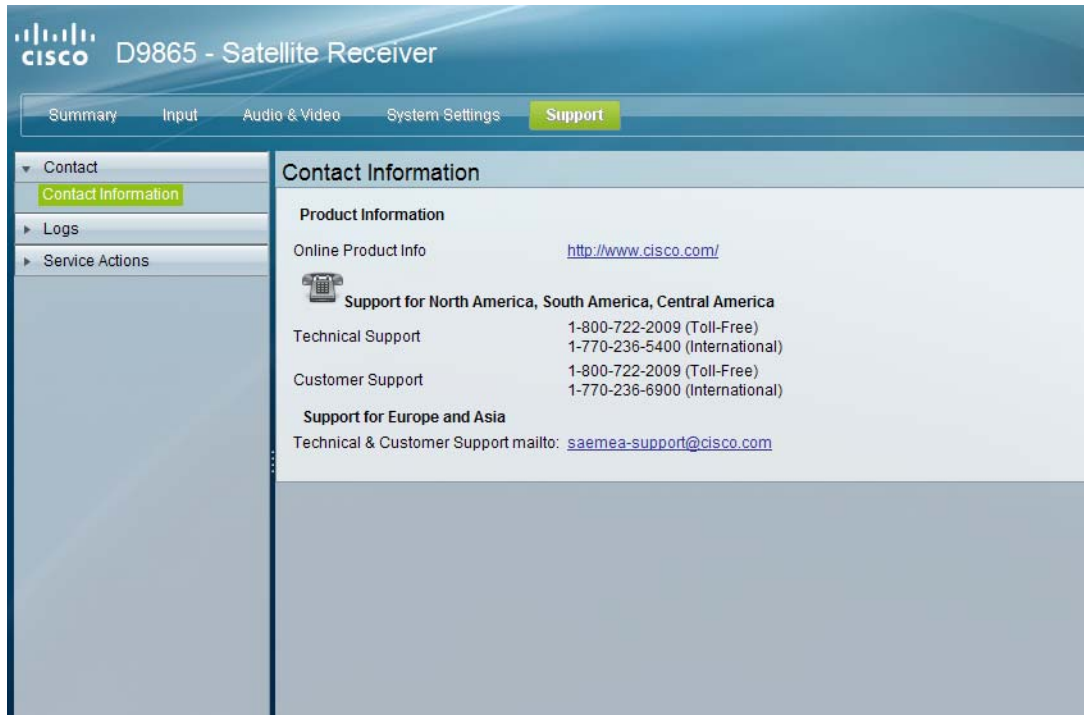 CISCO D9865 - Satellite Receiver
Summary Input Audio & Video System Settings Support
Contact
Contact Information
Logs
Service Actions
Contact Information
Product Information
Online Product Info http://www.cisco.com/
Support for North America, South America, Central America
Technical Support 1-800-722-2009 (Toll-Free)
1-770-236-5400 (International)
Customer Support 1-800-722-2009 (Toll-Free)
1-770-236-6900 (International)
Support for Europe and Asia
Technical & Customer Support mailto: saemea-support@cisco.com